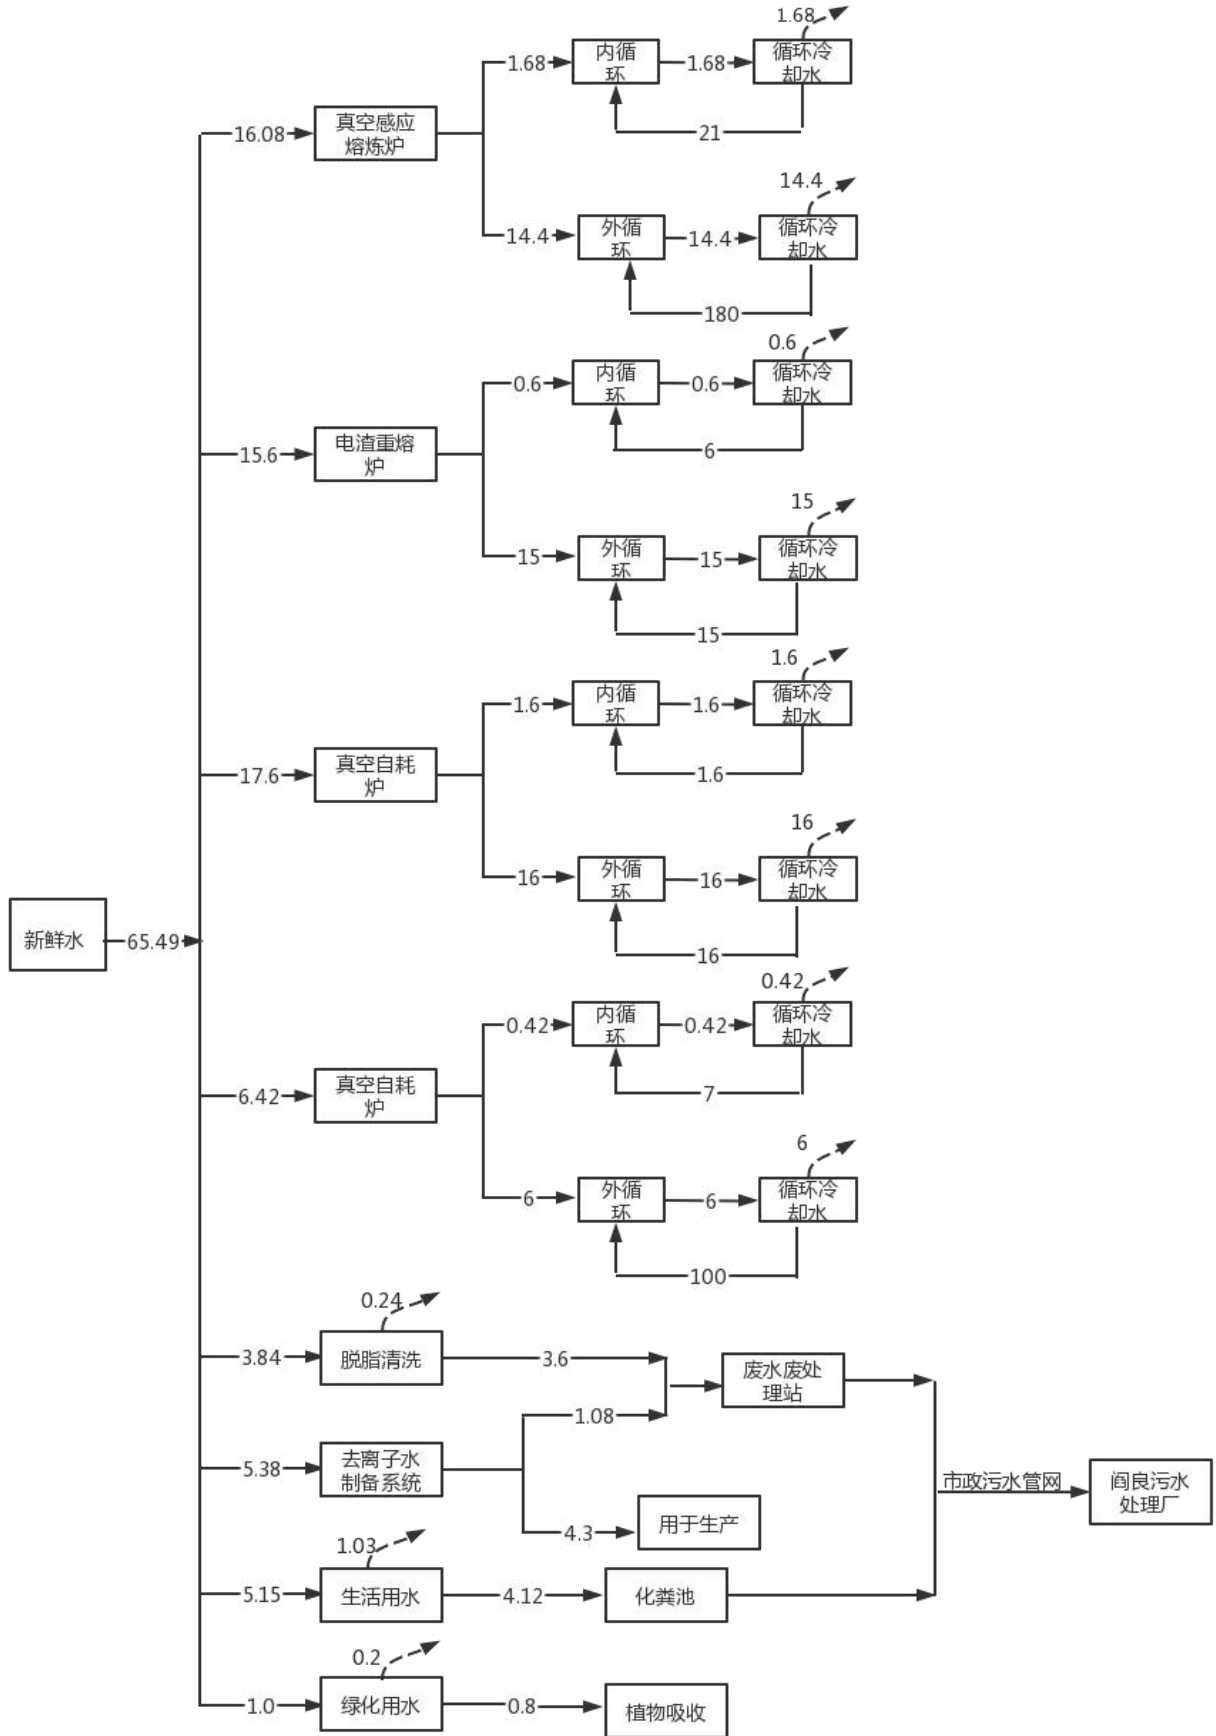 1.68
内循
环
1.68
1.68
循环冷
却水
21
16.08
真空感应
熔炼炉
14.4
14.4
外循
环
14.4
循环冷
却水
180
0.6
0.6
内循
环
0.6
循环冷
却水
6
15.6
电渣重熔
炉
15
15
外循
环
15
循环冷
却水
15
1.6
1.6
内循
环
1.6
循环冷
却水
1.6
17.6
真空自耗
炉
16
16
外循
环
16
循环冷
却水
16
新鲜水
65.49
0.42
0.42
内循
环
0.42
循环冷
却水
7
6.42
真空自耗
炉
6
6
外循
环
6
循环冷
却水
100
0.24
3.84
脱脂清洗
3.6
废水废处
理站
1.08
5.38
去离子水
制备系统
市政污水管网
阎良污水
处理厂
4.3
用于生产
1.03
5.15
生活用水
4.12
化粪池
0.2
1.0
绿化用水
0.8
植物吸收